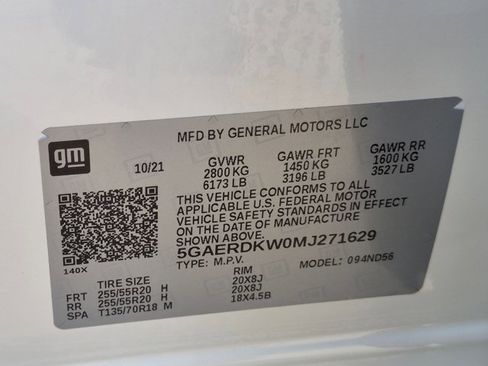 gm
MFD BY GENERAL MOTORS LLC
10/21 GVWR GAWR FRT GAWR RR
2800 KG 1450 KG 1600 KG
6173 LB 3196 LB 3527 LB
THIS VEHICLE CONFORMS TO ALL
APPLICABLE U.S. FEDERAL MOTOR
VEHICLE SAFETY STANDARDS IN EFFECT
ON THE DATE OF MANUFACTURE
SHOWN ABOVE.
5GAERDKW0MJ271629
TYPE: M.P.V. MODEL: 094ND56
140X
TIRE SIZE RIM
FRT 255/55R20 H 20X8J
RR 255/55R20 H 20X8J
SPA T135/70R18 M 18X4.5B